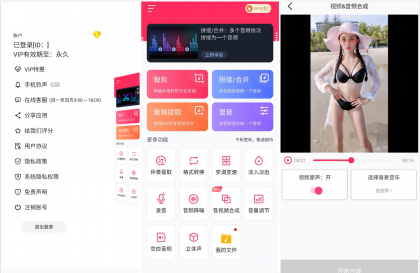 账户
已登录[ID：]
VIP有效期至：永久
VIP特惠
手机铃声
在线客服 (周一至周五9:00 ~ 18:00)
分享应用
给我们评分
用户协议
隐私政策
系统隐私权限
免责声明
注销账号
退出登录
拼接/合并：多个音频依次
拼接为一个音频
立即体验
裁剪
拼接/合并
音频提取
混音
更多功能
伴奏提取
格式转换
变调变速
淡入淡出
录音
音频降噪
音视频合成
音量调节
空白音频
立体声
我的文件
视频&音频合成
00:07
00:15
视频原声：开
选择背景音乐
去选择
开始合成